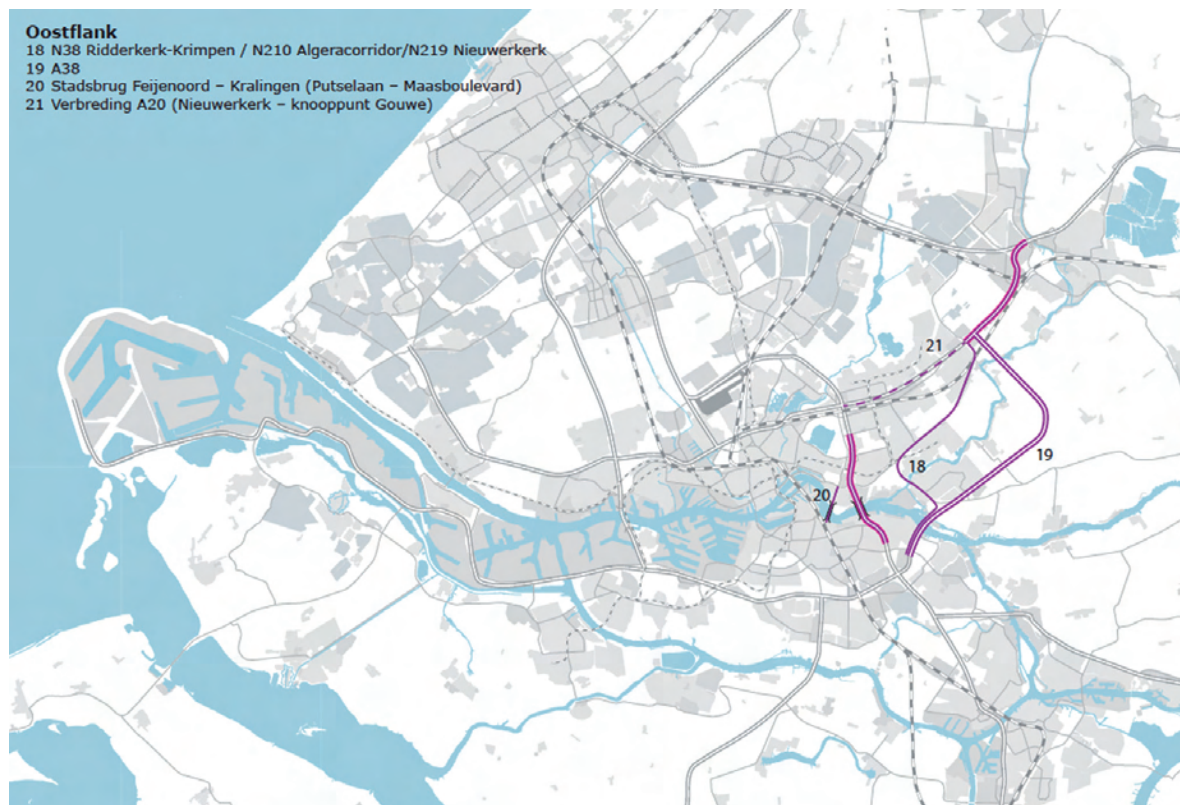 Oostflank
18 N38 Ridderkerk-Krimpen / N210 Algeracorridor/N219 Nieuwerkerk
19 A38
20 Stadsbrug Feijenoord – Kralingen (Putselaan – Maasboulevard)
21 Verbreding A20 (Nieuwerkerk – knooppunt Gouwe)
21
19
18
20